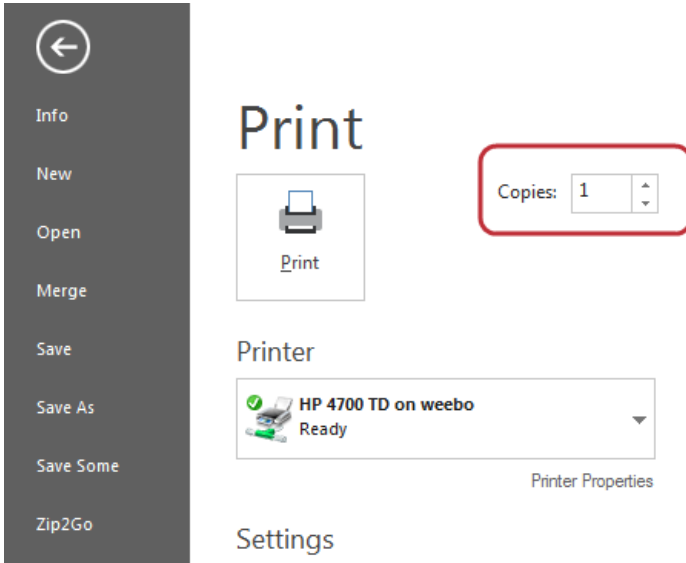 Info
New
Open
Merge
Save
Save As
Save Some
Zip2Go
Print
Copies: 1
Print
Printer
HP 4700 TD on weebo
Ready
Printer Properties
Settings